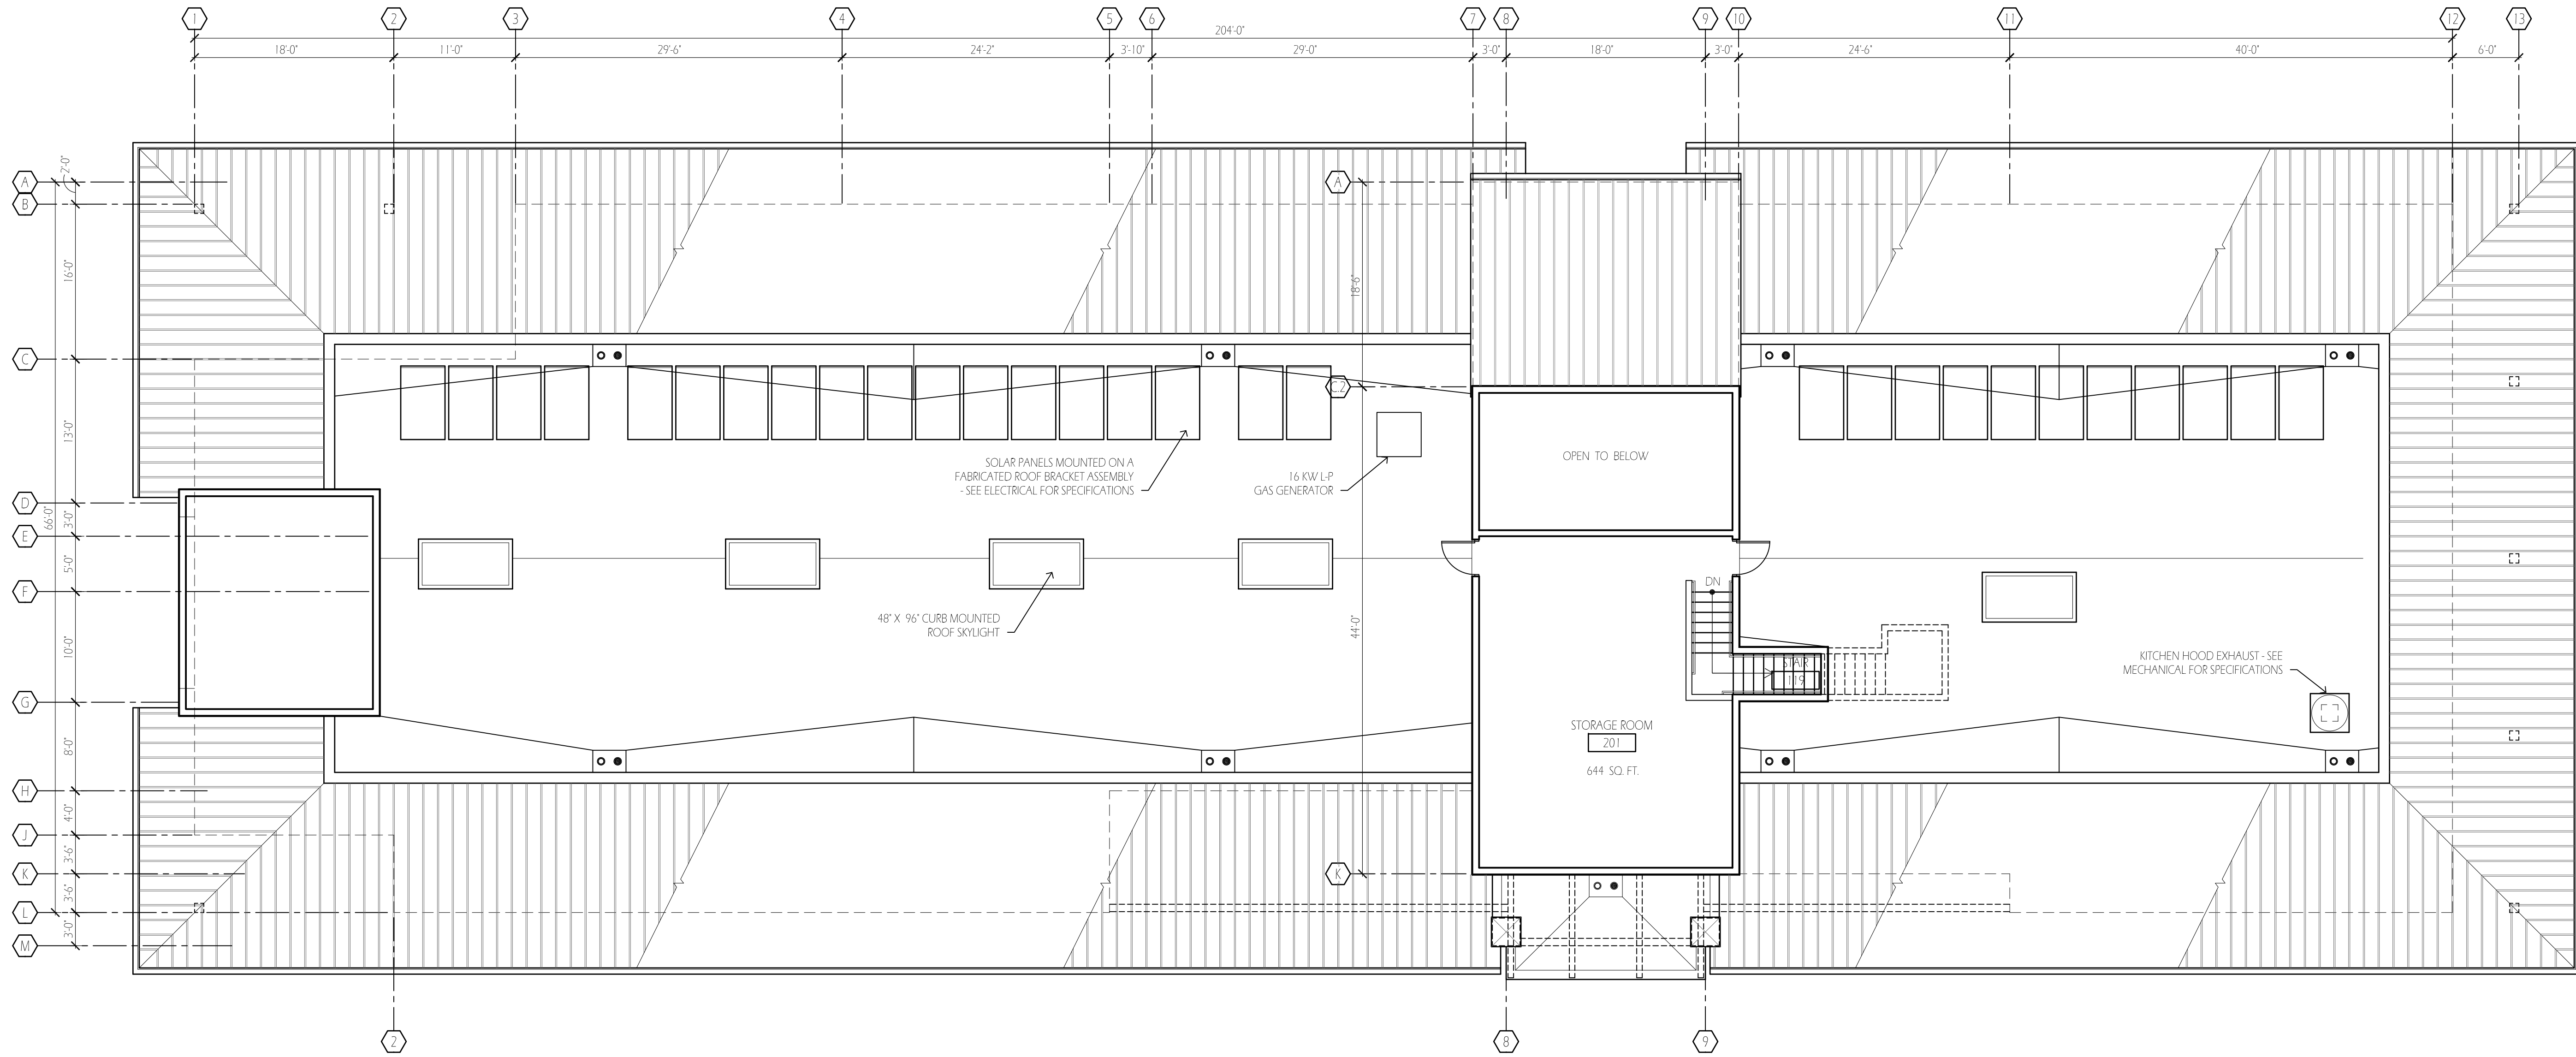 1 2 3 4 5 6 7 8 9 10 11 12 13
204'-0"
18'-0" 11'-0" 29'-6" 24'-2" 3'-10" 29'-0" 3'-0" 18'-0" 3'-0" 24'-6" 40'-0" 6'-0"
A
2'-0"
A
B
16'-0"
18'-6"
C
C.2
13'-0"
OPEN TO BELOW
SOLAR PANELS MOUNTED ON A
FABRICATED ROOF BRACKET ASSEMBLY
- SEE ELECTRICAL FOR SPECIFICATIONS
16 KW L-P
GAS GENERATOR
D
66'-0"
3'-0"
E
5'-0"
F
DN
48" X 96" CURB MOUNTED
ROOF SKYLIGHT
44'-0"
10'-0"
STAIR
119
KITCHEN HOOD EXHAUST - SEE
MECHANICAL FOR SPECIFICATIONS
G
STORAGE ROOM
201
644 SQ. FT.
8'-0"
H
4'-0"
J
3'-6"
K
K
3'-6"
L
3'-0"
M
2 8 9